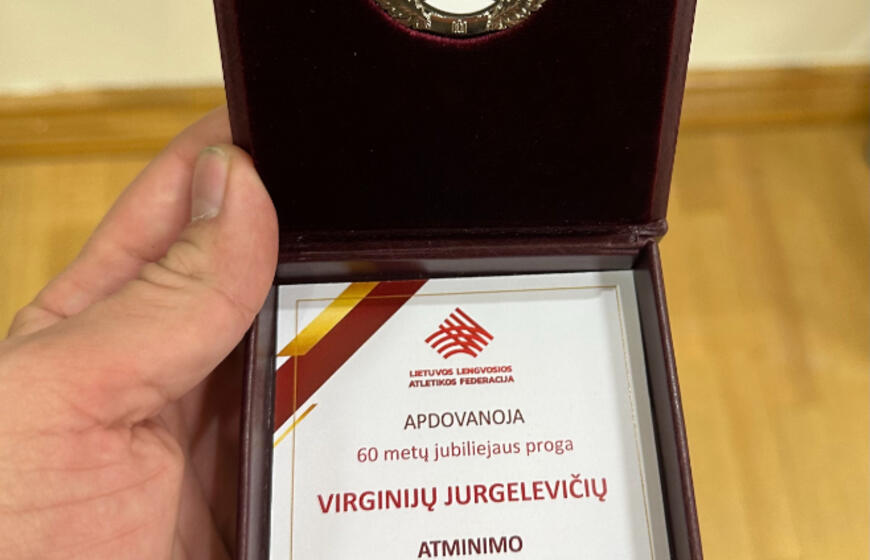 LIETUVOS LENGVOSIOS
ATLETIKOS FEDERACIJA
APDOVANOJA
60 metų jubiliejaus proga
VIRGINIJŲ JURGELEVIČIŲ
ATMINIMO